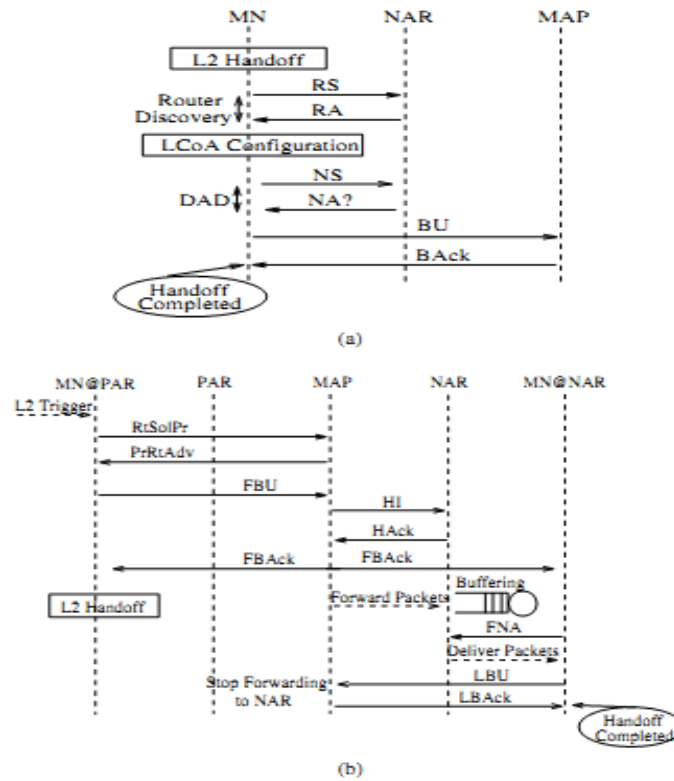 MN NAR MAP
L2 Handoff
RS
Router
Discovery
RA
LCoA Configuration
NS
DAD
NA?
BU
BAck
Handoff
Completed
(a)
MN@PAR PAR MAP NAR MN@NAR
L2 Trigger
RtSolPr
PrRtAdv
FBU
HI
HAck
FBAck FBAck
L2 Handoff
Forward Packets
Buffering
FNA
Deliver Packets
Stop Forwarding
to NAR
LBU
LBAck
Handoff
Completed
(b)